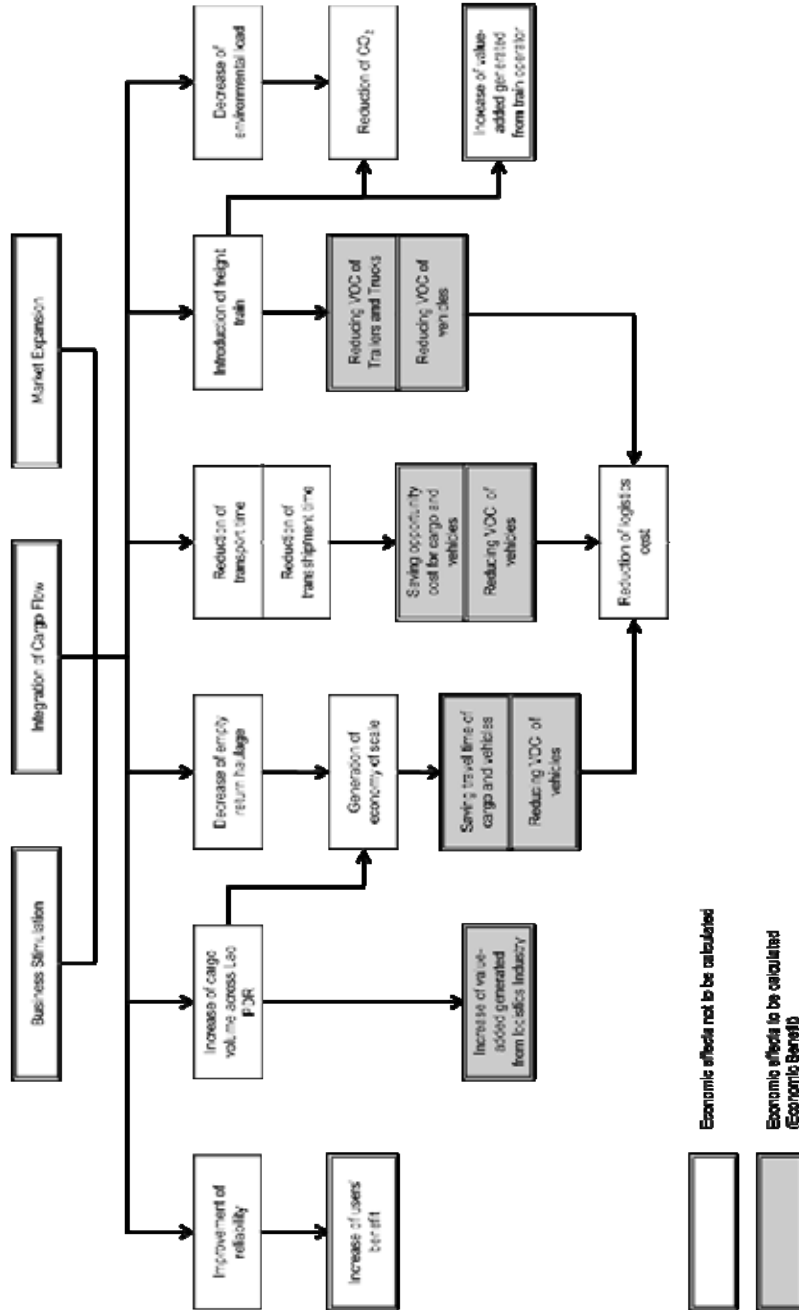 Business Stimulation
Integration of Cargo Flow
Market Expansion
Improvement of
reliability
Increase of cargo
volume across Lao
PDR
Decrease of empty
return haulage
Reduction of
transport time
Reduction of
transhipment time
Introduction of freight
train
Decrease of
environmental load
Increase of users'
benefit
Generation of
economy of scale
Reducing VOC of
Trailers and Trucks
Reducing VOC of
vehicles
Reduction of CO₂
Saving opportunity
cost for cargo and
vehicles
Reducing VOC of
vehicles
Increase of value-
added generated
from logistics Industry
Saving travel time of
cargo and vehicles
Reducing VOC of
vehicles
Increase of value-
added generated
from train operator
Reduction of logistics
cost
Economic effects not to be calculated
Economic effects to be calculated
(Economic Benefit)